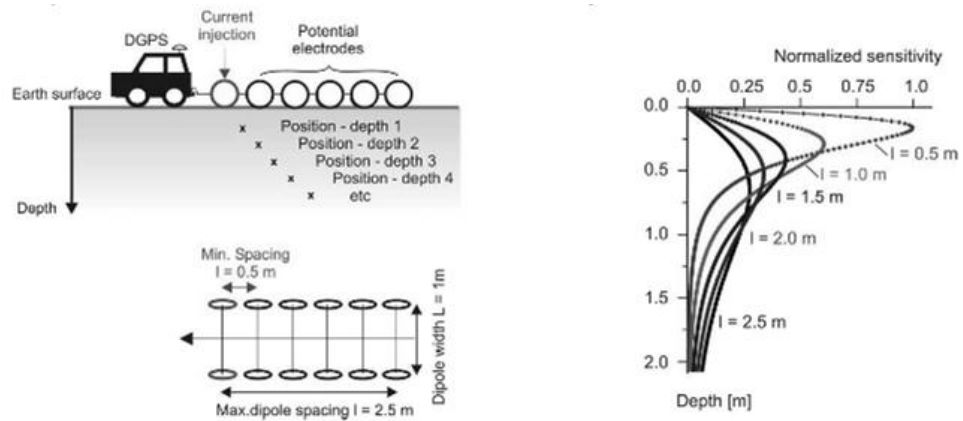 Current
injection
DGPS
Potential
electrodes
Earth surface
Position - depth 1
Position - depth 2
Position - depth 3
Position - depth 4
etc
Depth
Min. Spacing
l = 0.5 m
Dipole width L = 1m
Max.dipole spacing l = 2.5 m
Normalized sensitivity
0.0 0.25 0.5 0.75 1.0
0.0
0.5
1.0
1.5
2.0
l = 0.5 m
l = 1.0 m
l = 1.5 m
l = 2.0 m
l = 2.5 m
Depth [m]